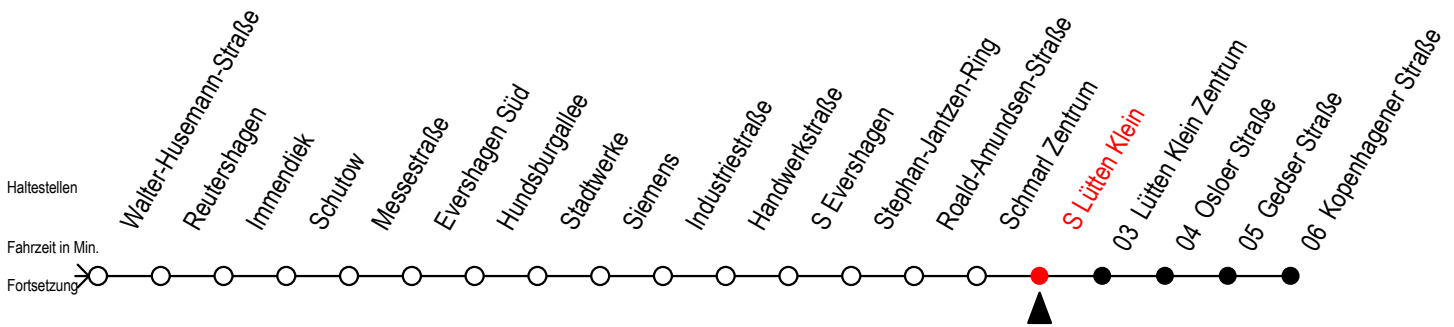 Haltestellen
Walter-Husemann-Straße
Reutershagen
Immendiek
Schutow
Messestraße
Evershagen Süd
Hundsburgallee
Stadtwerke
Siemens
Industriestraße
Handwerkstraße
S Evershagen
Stephan-Jantzen-Ring
Roald-Amundsen-Straße
Schmarl Zentrum
S Lütten Klein
03 Lütten Klein Zentrum
04 Osloer Straße
05 Gedser Straße
06 Kopenhagener Straße
Fahrzeit in Min.
Fortsetzung